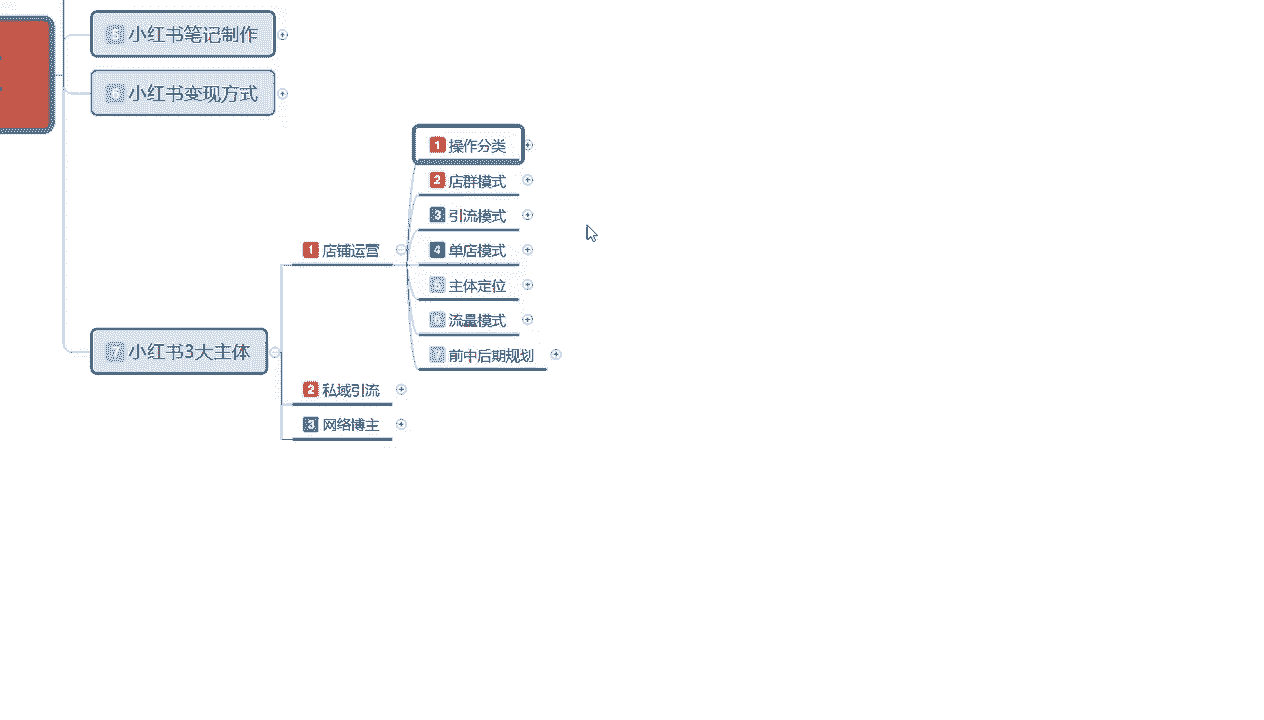 5 小红书笔记制作
6 小红书变现方式
1 操作分类
2 店群模式
3 引流模式
1 店铺运营
4 单店模式
5 主体定位
6 流量模式
7 小红书3大主体
7 前中后期规划
2 私域引流
3 网络博主